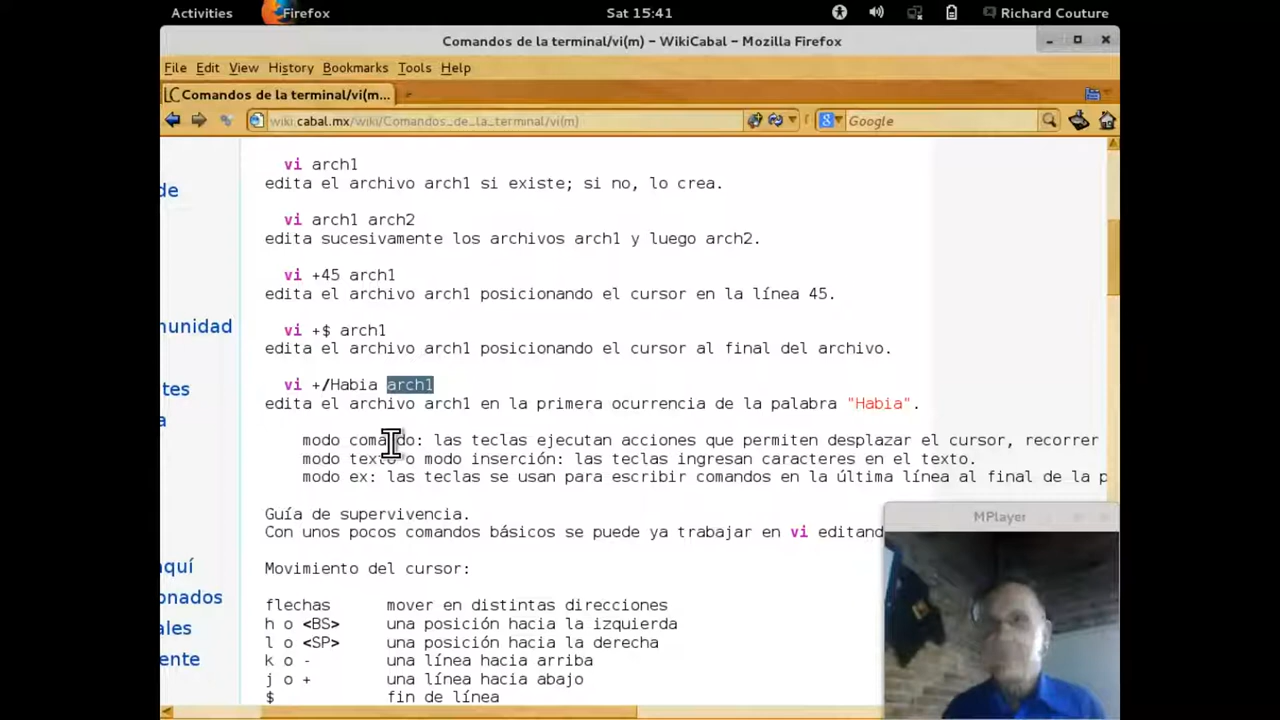 Activities Firefox Sat 15:41 Richard Couture
Comandos de la terminal/vi(m) – WikiCabal – Mozilla Firefox
File Edit View History Bookmarks Tools Help
Comandos de la terminal/vi(m...
wiki.cabal.mx/wiki/Comandos_de_la_terminal/vi(m) Google
vi arch1
de
edita el archivo arch1 si existe; si no, lo crea.
vi arch1 arch2
edita sucesivamente los archivos arch1 y luego arch2.
vi +45 arch1
edita el archivo arch1 posicionando el cursor en la línea 45.
munidad
vi +$ arch1
edita el archivo arch1 posicionando el cursor al final del archivo.
tes
vi +/Habia arch1
edita el archivo arch1 en la primera ocurrencia de la palabra "Habia".
a
modo comando: las teclas ejecutan acciones que permiten desplazar el cursor, recorrer
modo texto o modo inserción: las teclas ingresan caracteres en el texto.
modo ex: las teclas se usan para escribir comandos en la última línea al final de la p
Guía de supervivencia.
MPlayer
Con unos pocos comandos básicos se puede ya trabajar en vi editand
quí
Movimiento del cursor:
onados
flechas mover en distintas direcciones
h o <BS> una posición hacia la izquierda
ales
l o <SP> una posición hacia la derecha
ente
k o - una línea hacia arriba
j o + una línea hacia abajo
$ fin de línea